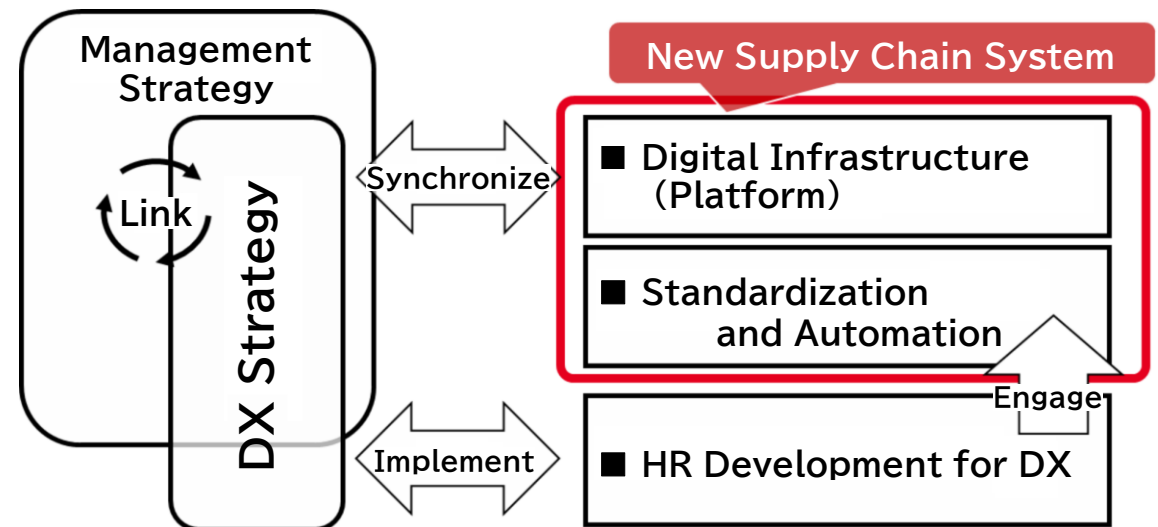 Management
Strategy
Link
DX Strategy
Synchronize
Implement
New Supply Chain System
■ Digital Infrastructure
（Platform）
■ Standardization
and Automation
Engage
■ HR Development for DX